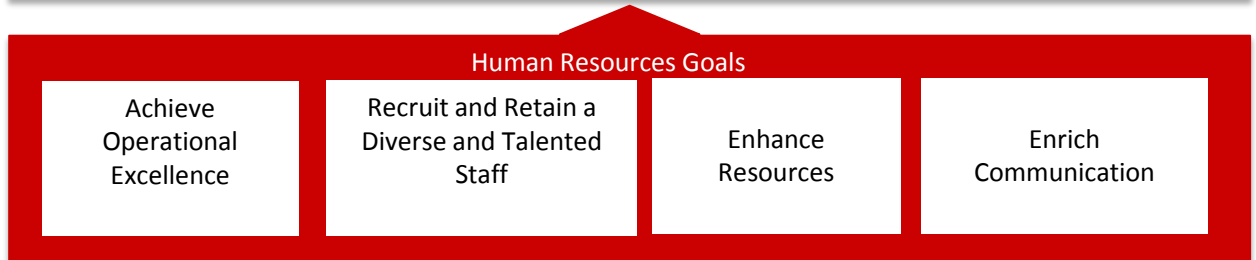 Human Resources Goals
Achieve
Operational
Excellence
Recruit and Retain a
Diverse and Talented
Staff
Enhance
Resources
Enrich
Communication